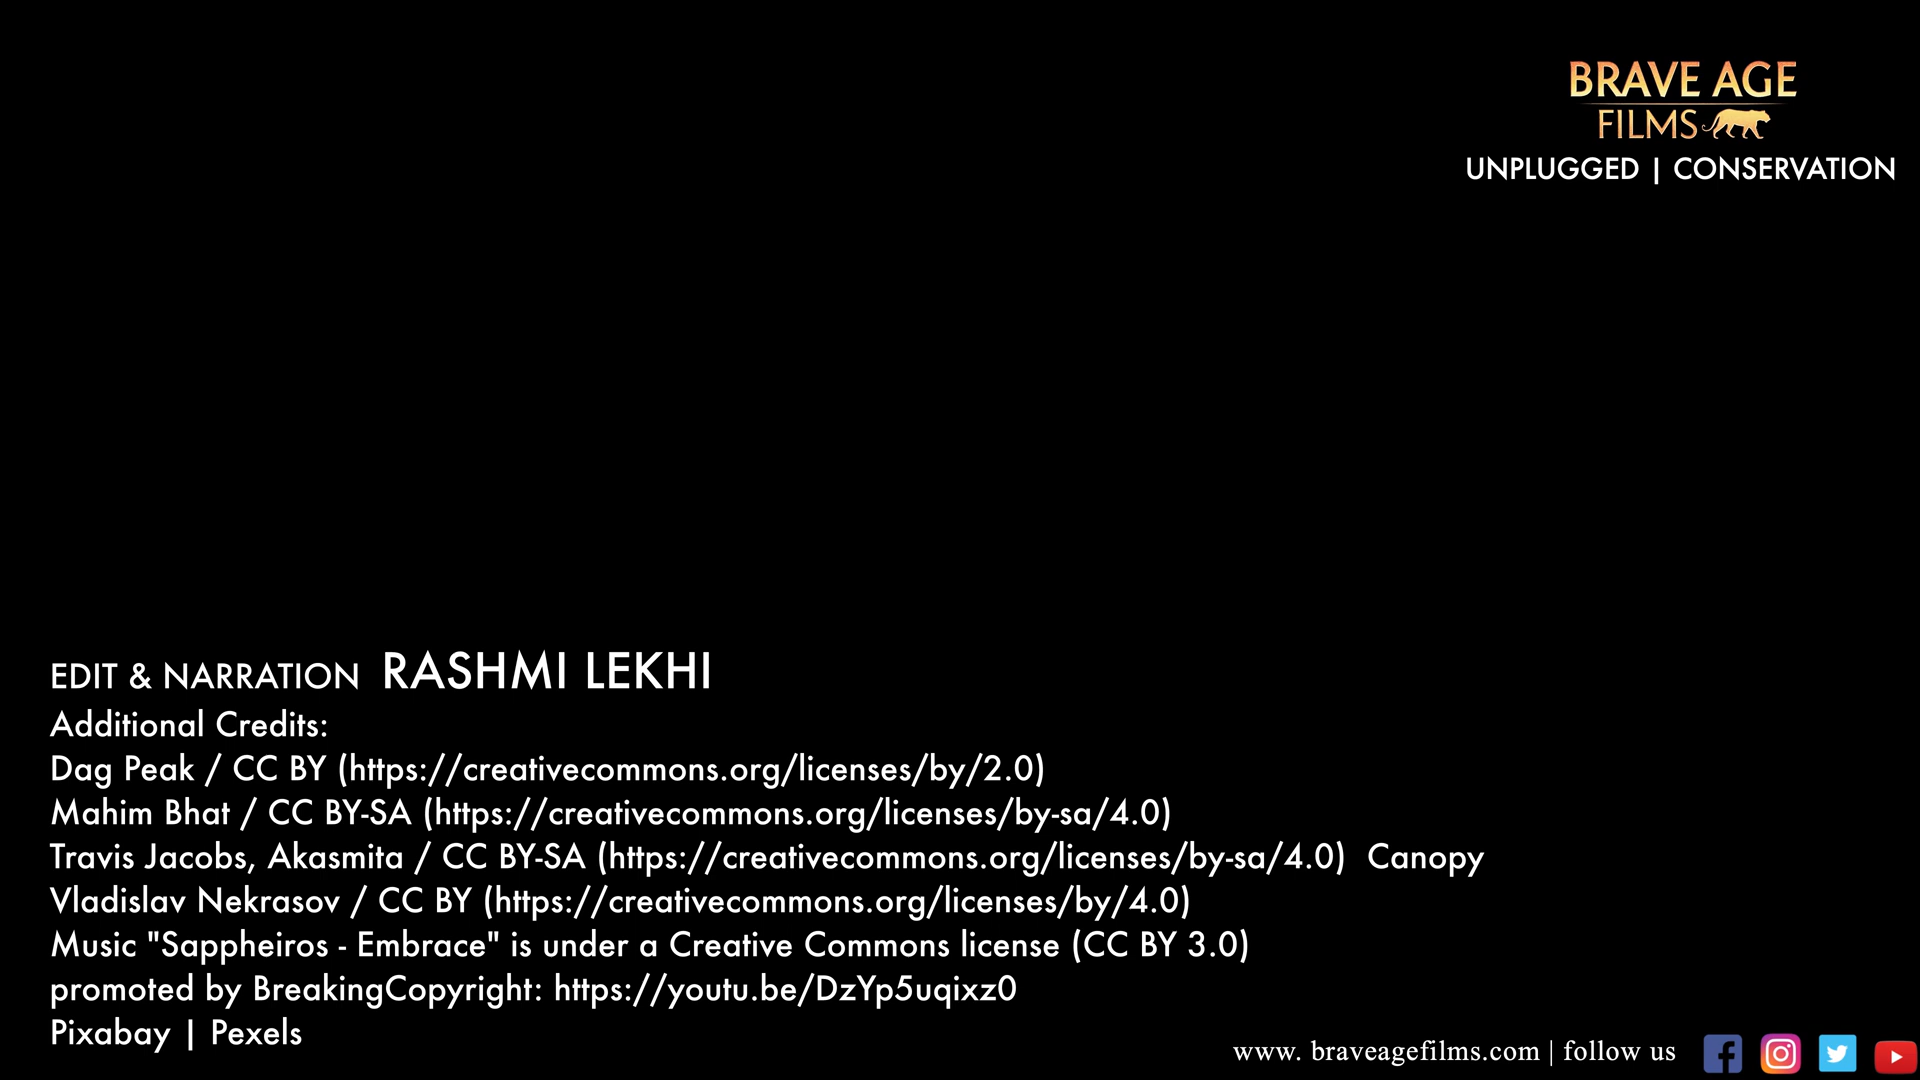 BRAVE AGE
FILMS
UNPLUGGED | CONSERVATION
EDIT & NARRATION RASHMI LEKHI
Additional Credits:
Dag Peak / CC BY (https://creativecommons.org/licenses/by/2.0)
Mahim Bhat / CC BY-SA (https://creativecommons.org/licenses/by-sa/4.0)
Travis Jacobs, Akasmita / CC BY-SA (https://creativecommons.org/licenses/by-sa/4.0) Canopy
Vladislav Nekrasov / CC BY (https://creativecommons.org/licenses/by/4.0)
Music "Sappheiros - Embrace" is under a Creative Commons license (CC BY 3.0)
promoted by BreakingCopyright: https://youtu.be/DzYp5uqixz0
Pixabay | Pexels
www. braveagefilms.com | follow us